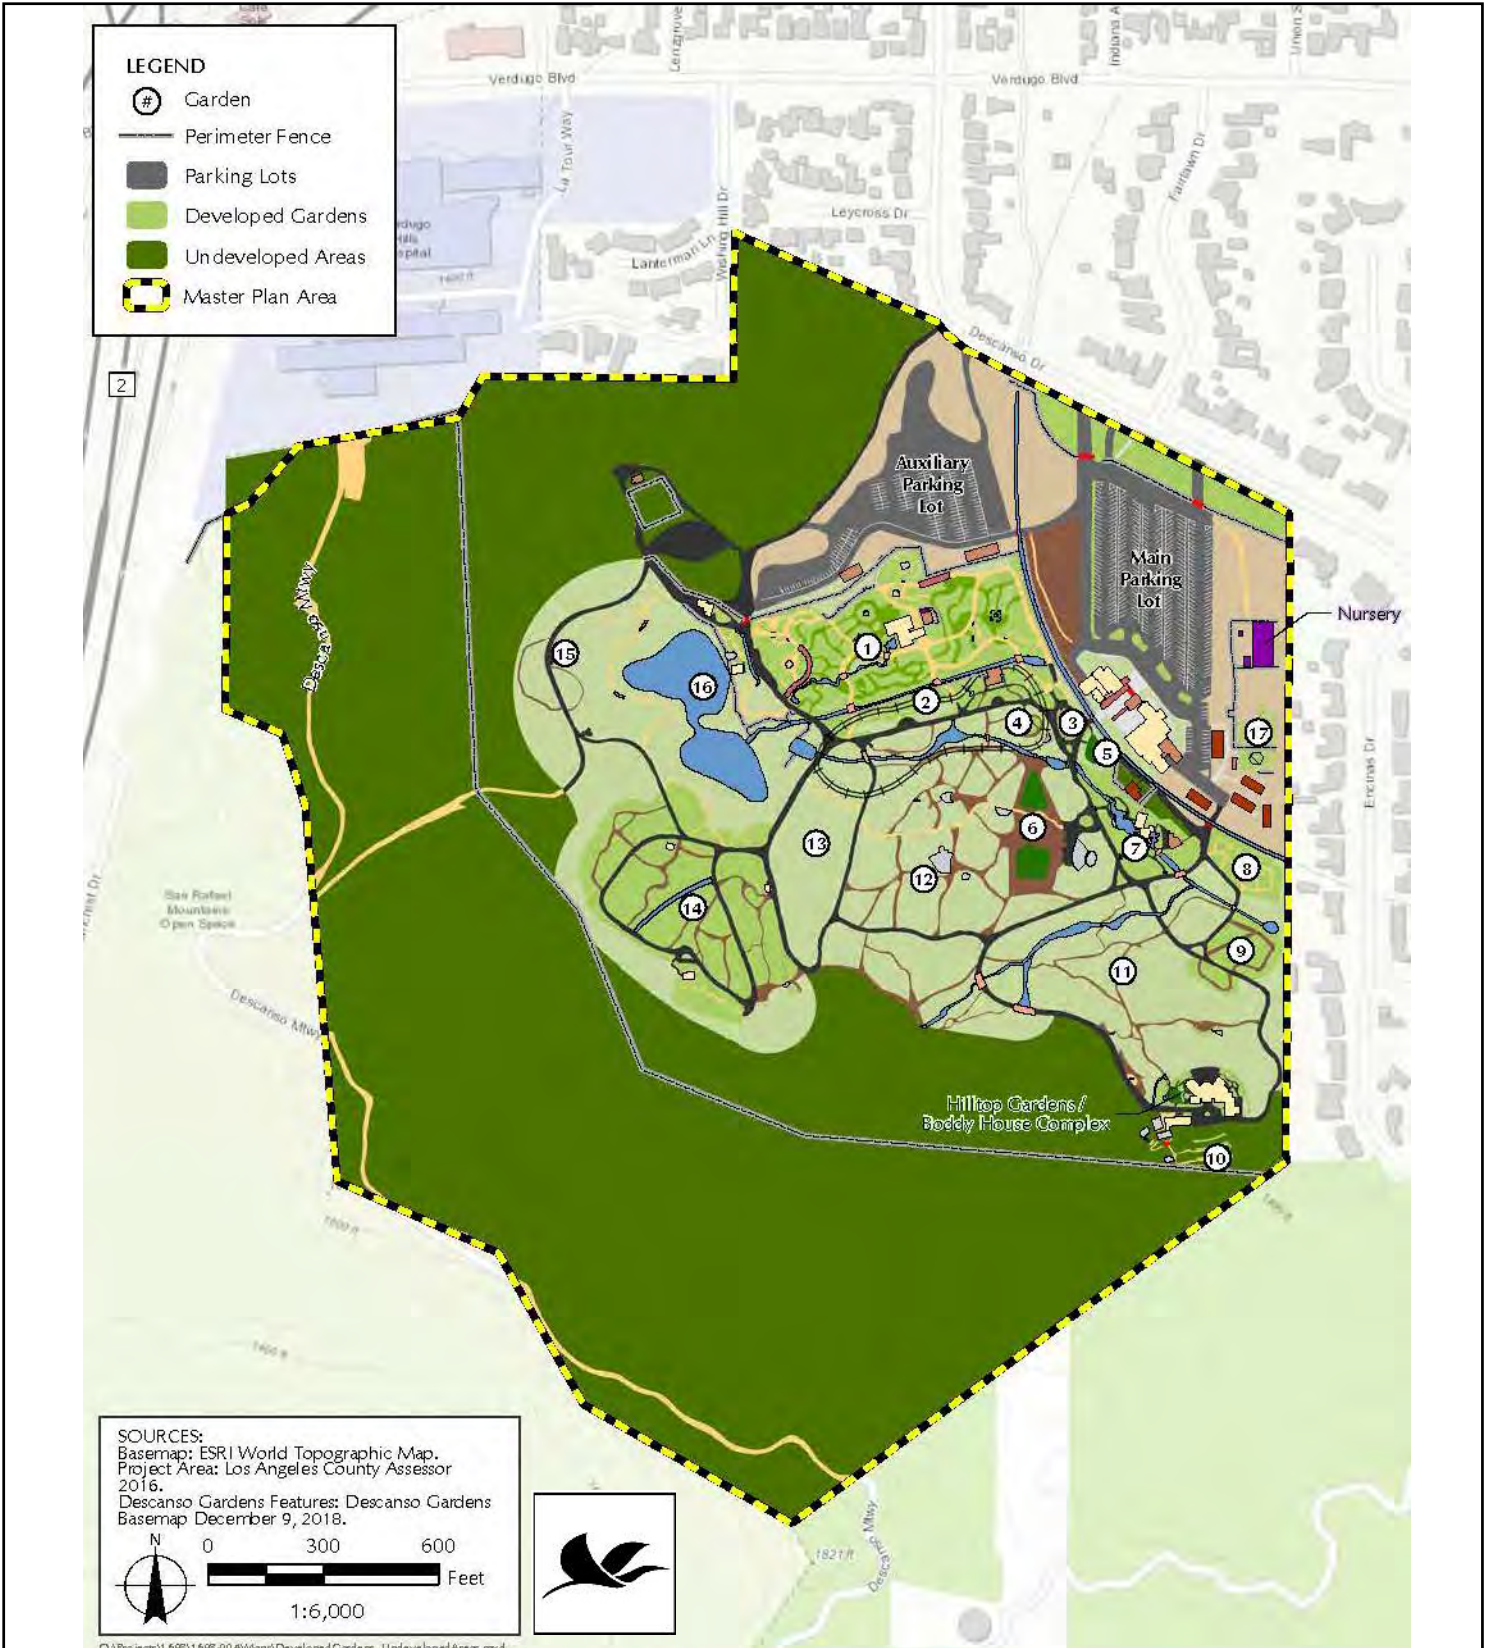 LEGEND
# Garden
Perimeter Fence
Parking Lots
Developed Gardens
Undeveloped Areas
Master Plan Area
Verdugo Blvd
Verdugo Blvd
La Tour Way
Fairlawn Dr
Leycross Dr
Lanterman Ln
Wishing Hill Dr
Descanso Dr
2
Auxiliary
Parking
Lot
Main
Parking
Lot
Nursery
Descanso Mtwy
1
2
3
4
5
6
7
8
9
10
11
12
13
14
15
16
17
Encinas Dr
San Rafael
Mountains
Open Space
Descanso Mtwy
Hilltop Gardens /
Boddy House Complex
1600 ft
1821 ft
Descanso Mtwy
SOURCES:
Basemap: ESRI World Topographic Map.
Project Area: Los Angeles County Assessor
2016.
Descanso Gardens Features: Descanso Gardens
Basemap December 9, 2018.
N
0 300 600
Feet
1:6,000